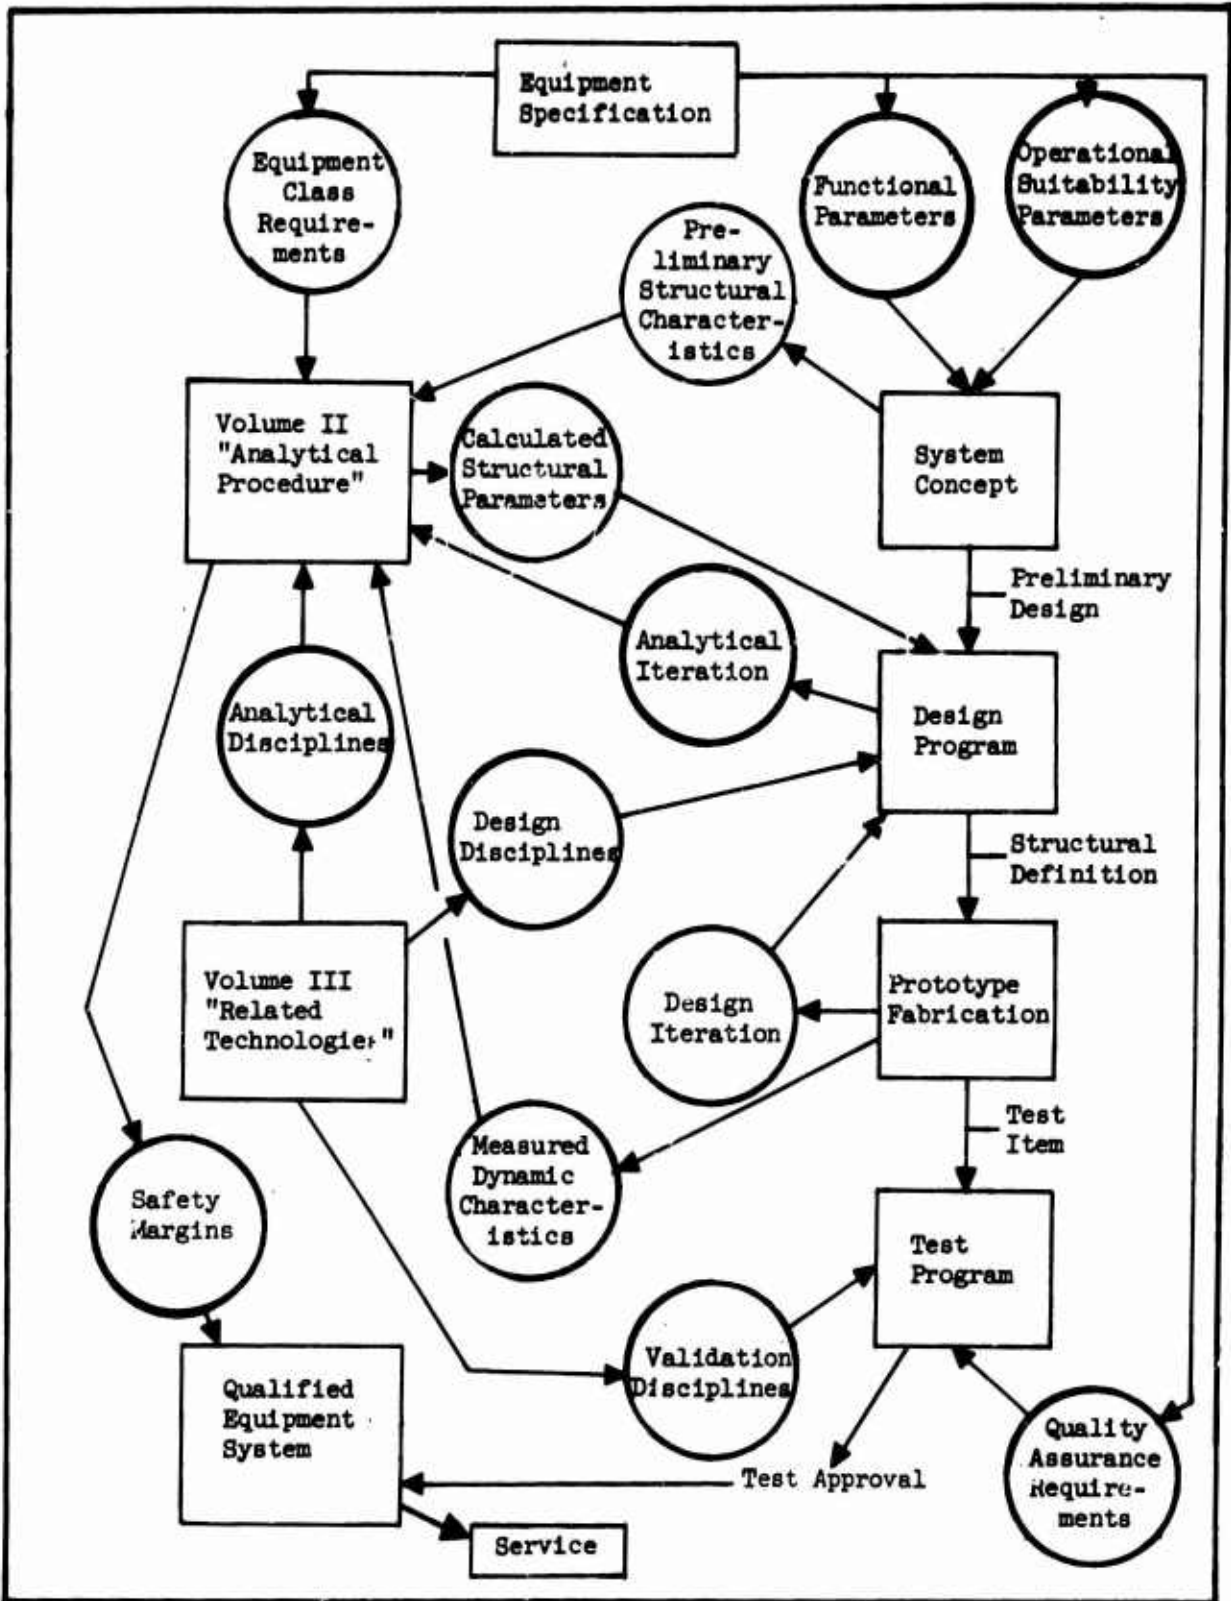 Equipment
Specification
Equipment
Class
Require-
ments
Functional
Parameters
Operational
Suitability
Parameters
Pre-
liminary
Structural
Character-
istics
Volume II
"Analytical
Procedure"
Calculated
Structural
Parameters
System
Concept
Preliminary
Design
Analytical
Iteration
Design
Program
Analytical
Disciplines
Design
Disciplines
Structural
Definition
Volume III
"Related
Technologies"
Design
Iteration
Prototype
Fabrication
Test
Item
Measured
Dynamic
Character-
istics
Safety
Margins
Test
Program
Validation
Disciplines
Qualified
Equipment
System
Quality
Assurance
Require-
ments
Test Approval
Service